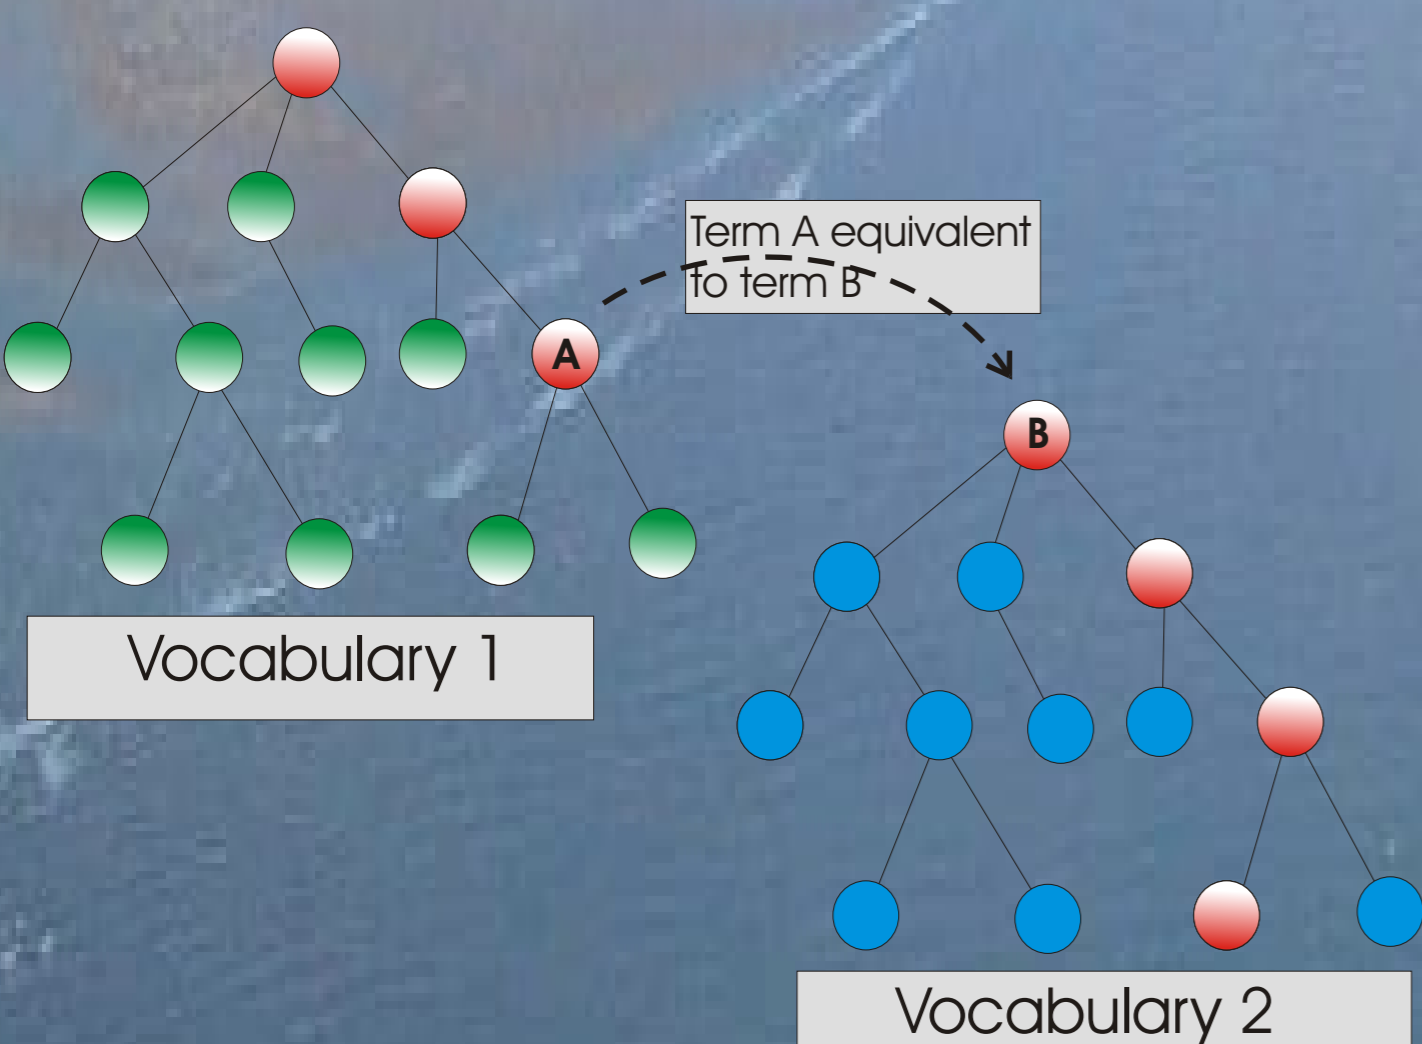 Term A equivalent
to term B
A
B
Vocabulary 1
Vocabulary 2